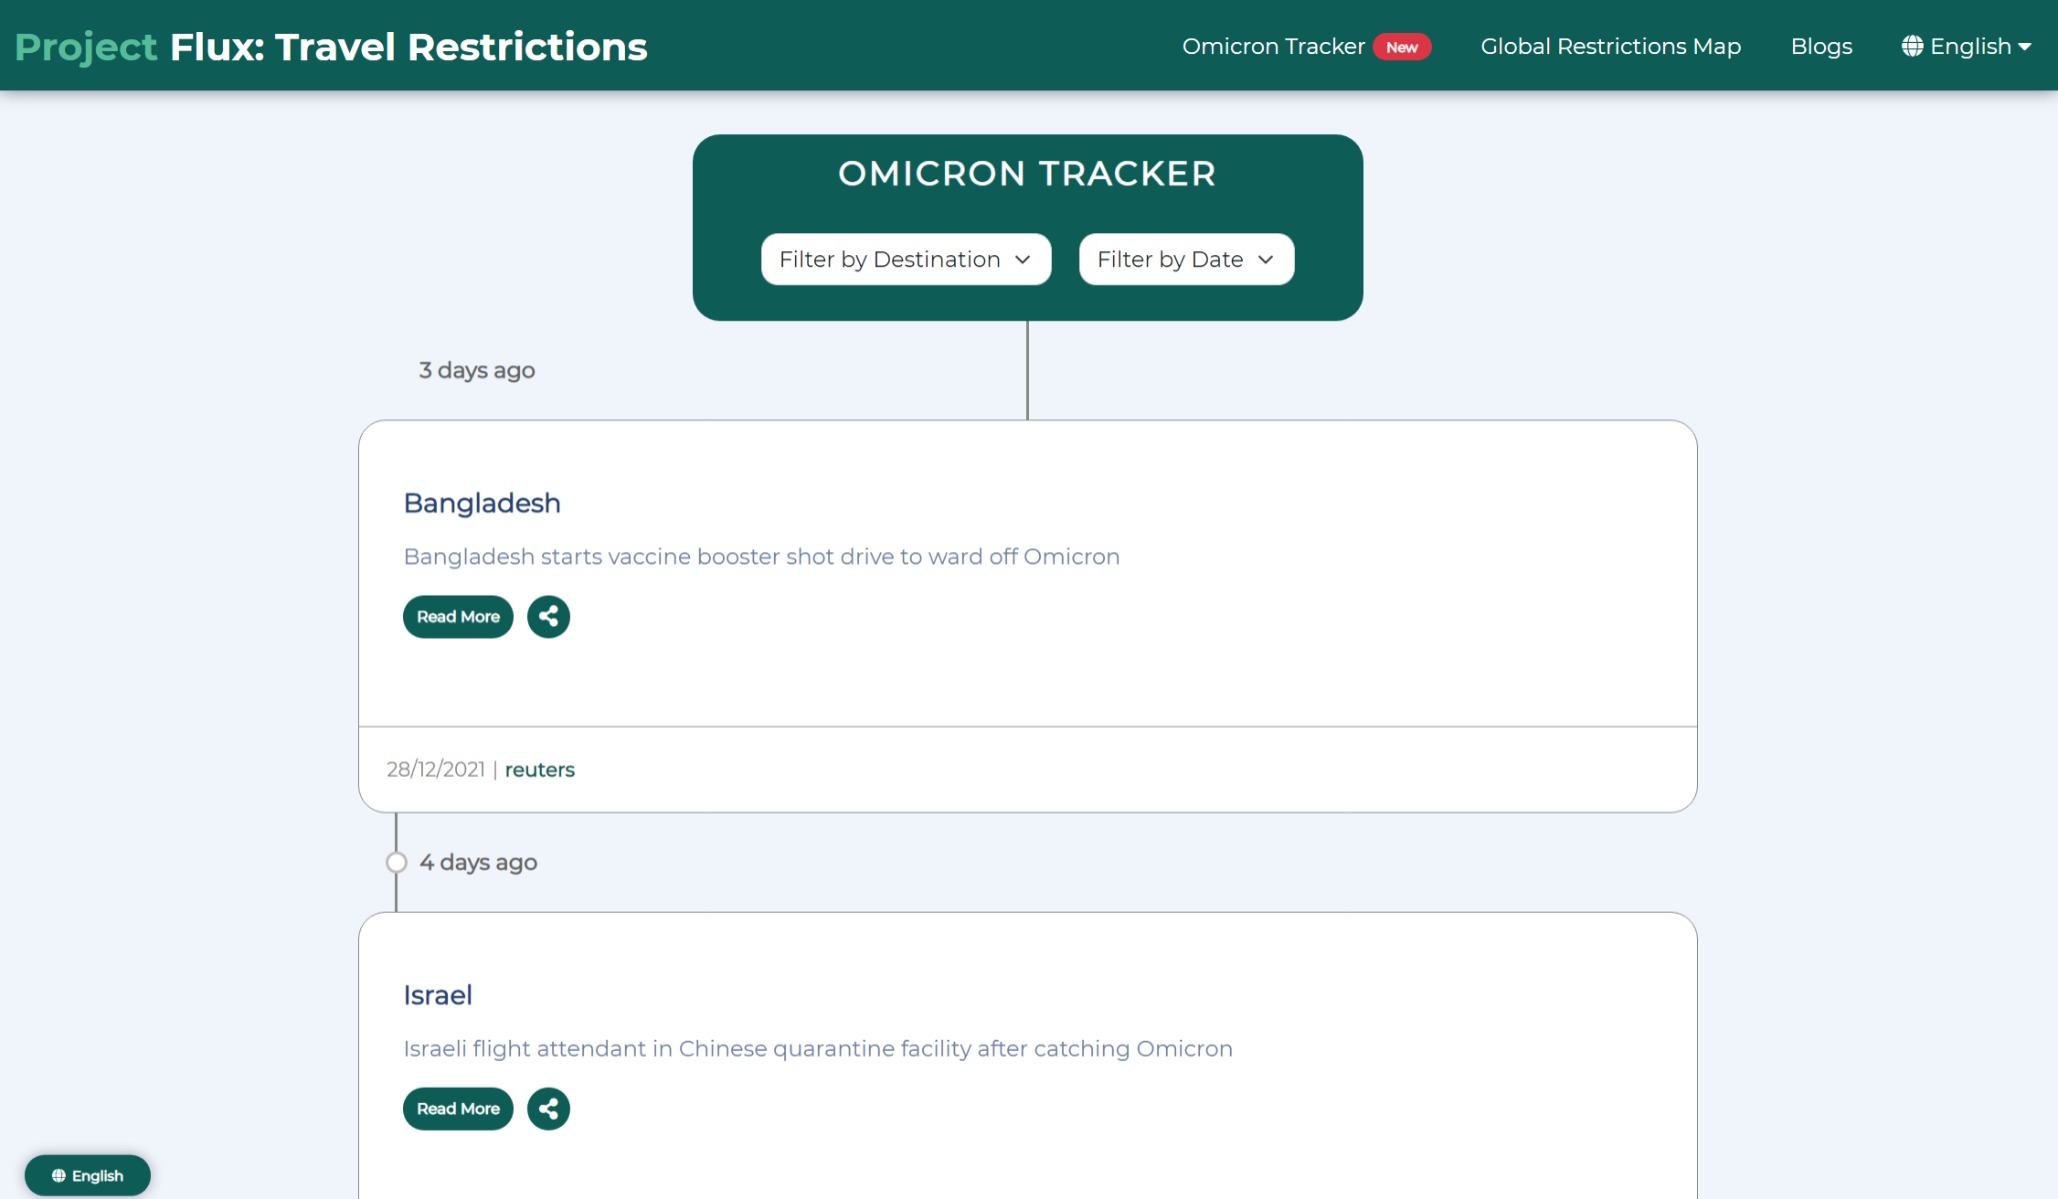 Project Flux: Travel Restrictions
Omicron Tracker New
Global Restrictions Map
Blogs
English
OMICRON TRACKER
Filter by Destination
Filter by Date
3 days ago
Bangladesh
Bangladesh starts vaccine booster shot drive to ward off Omicron
Read More
28/12/2021 | reuters
4 days ago
Israel
Israeli flight attendant in Chinese quarantine facility after catching Omicron
Read More
English